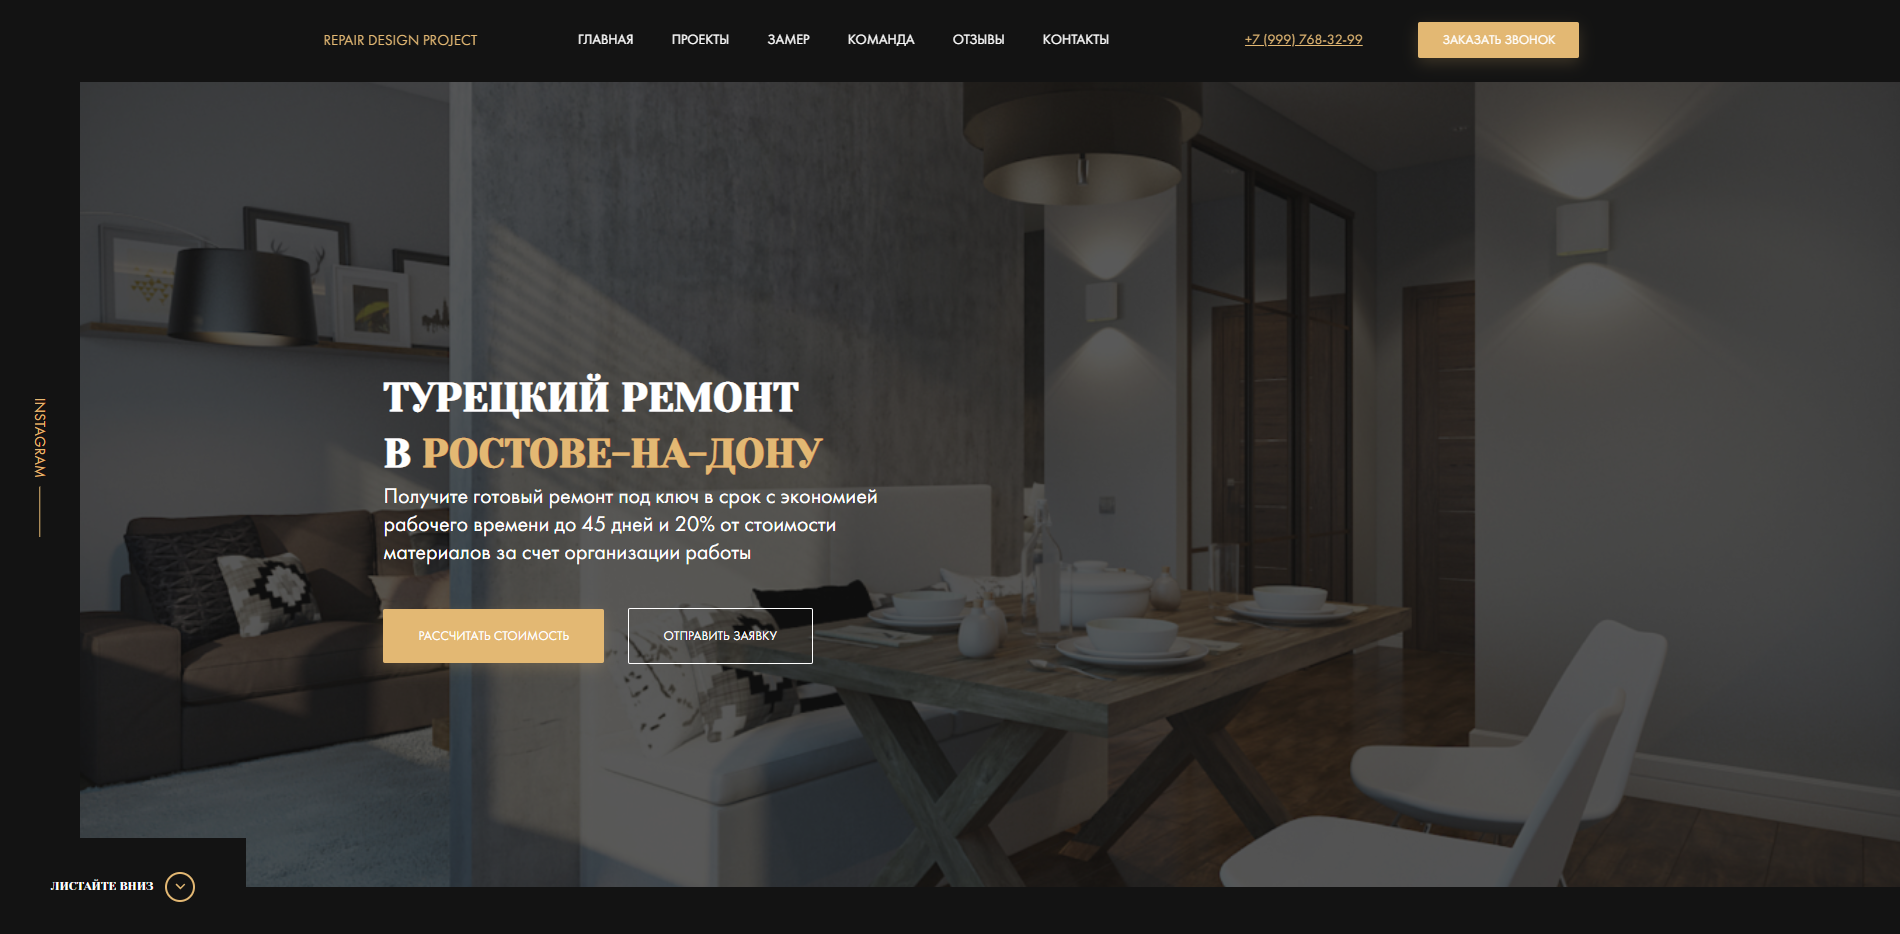 REPAIR DESIGN PROJECT
ГЛАВНАЯ
ПРОЕКТЫ
ЗАМЕР
КОМАНДА
ОТЗЫВЫ
КОНТАКТЫ
+7 (999) 768-32-99
ЗАКАЗАТЬ ЗВОНОК
INSTAGRAM
ТУРЕЦКИЙ РЕМОНТ
В РОСТОВЕ-НА-ДОНУ
Получите готовый ремонт под ключ в срок с экономией
рабочего времени до 45 дней и 20% от стоимости
материалов за счет организации работы
РАССЧИТАТЬ СТОИМОСТЬ
ОТПРАВИТЬ ЗАЯВКУ
ЛИСТАЙТЕ ВНИЗ